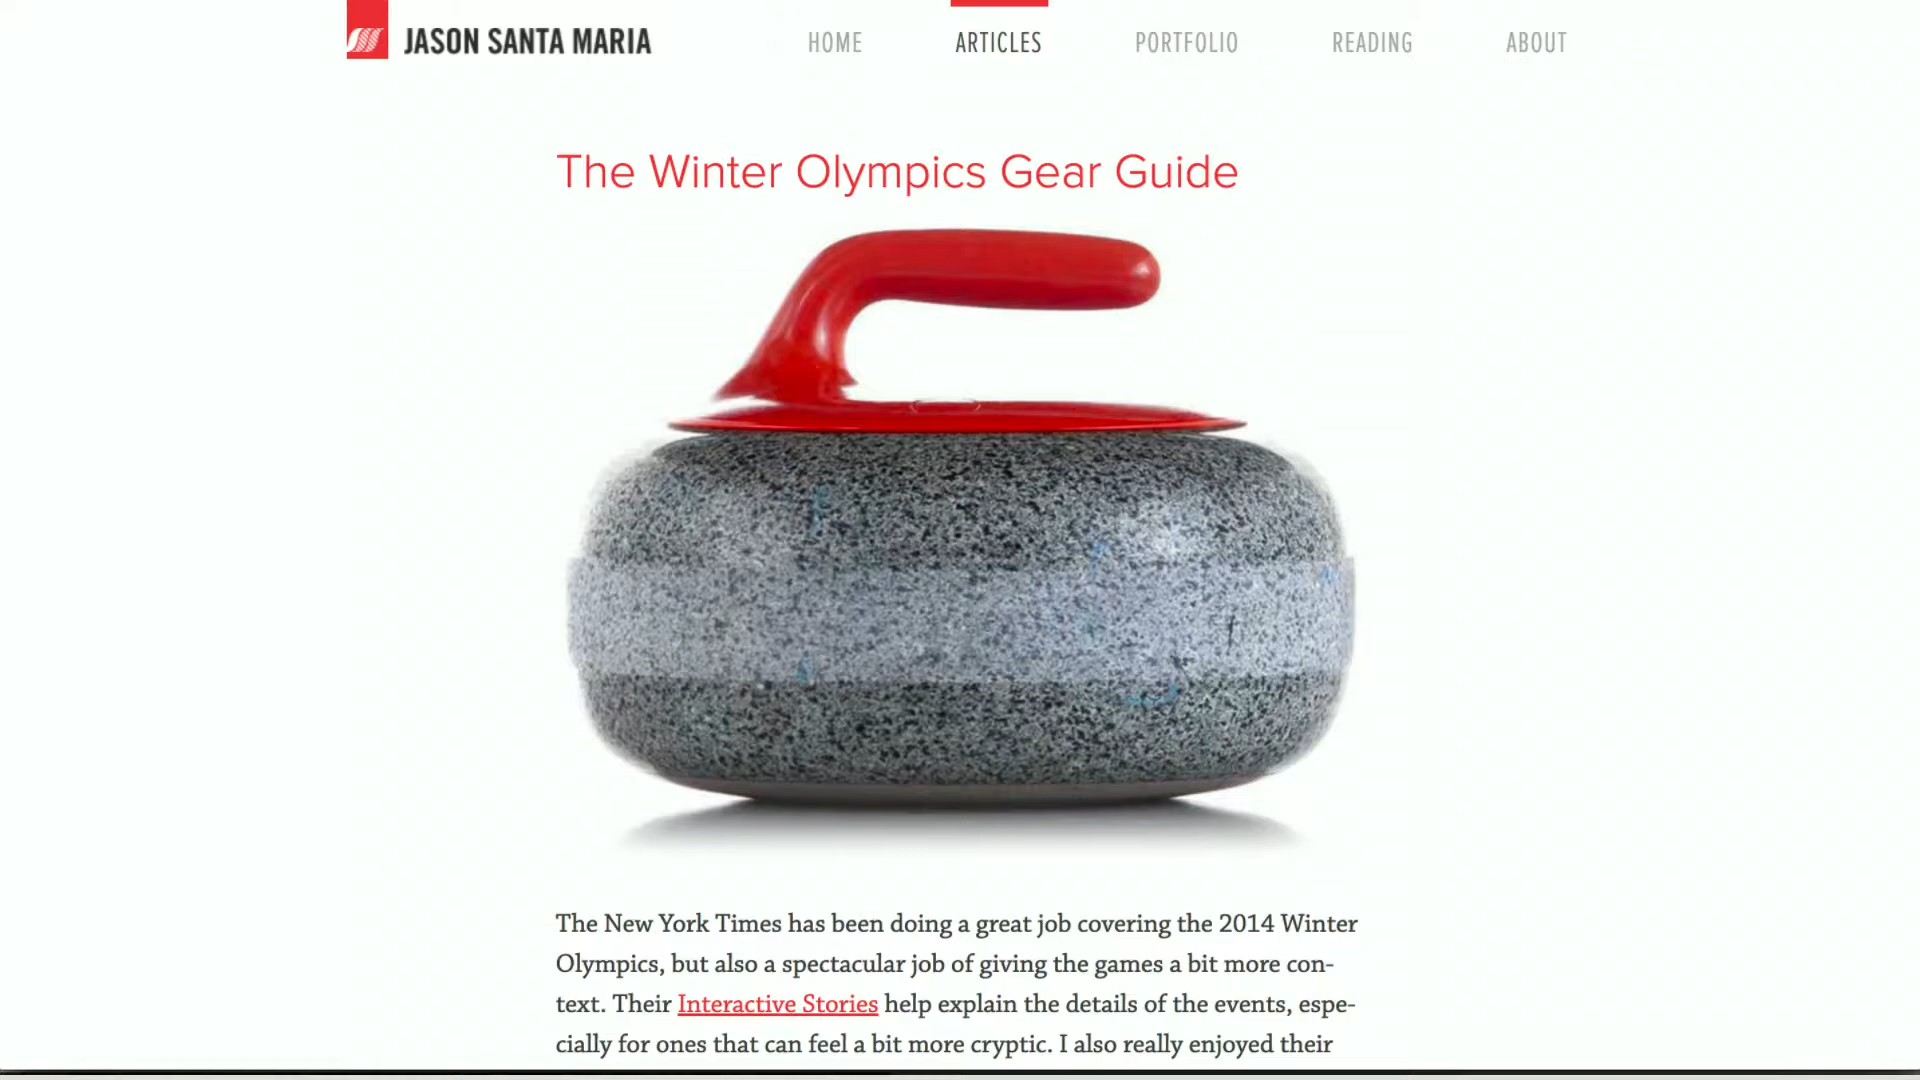 JASON SANTA MARIA
HOME
ARTICLES
PORTFOLIO
READING
ABOUT
The Winter Olympics Gear Guide
The New York Times has been doing a great job covering the 2014 Winter
Olympics, but also a spectacular job of giving the games a bit more con-
text. Their Interactive Stories help explain the details of the events, espe-
cially for ones that can feel a bit more cryptic. I also really enjoyed their